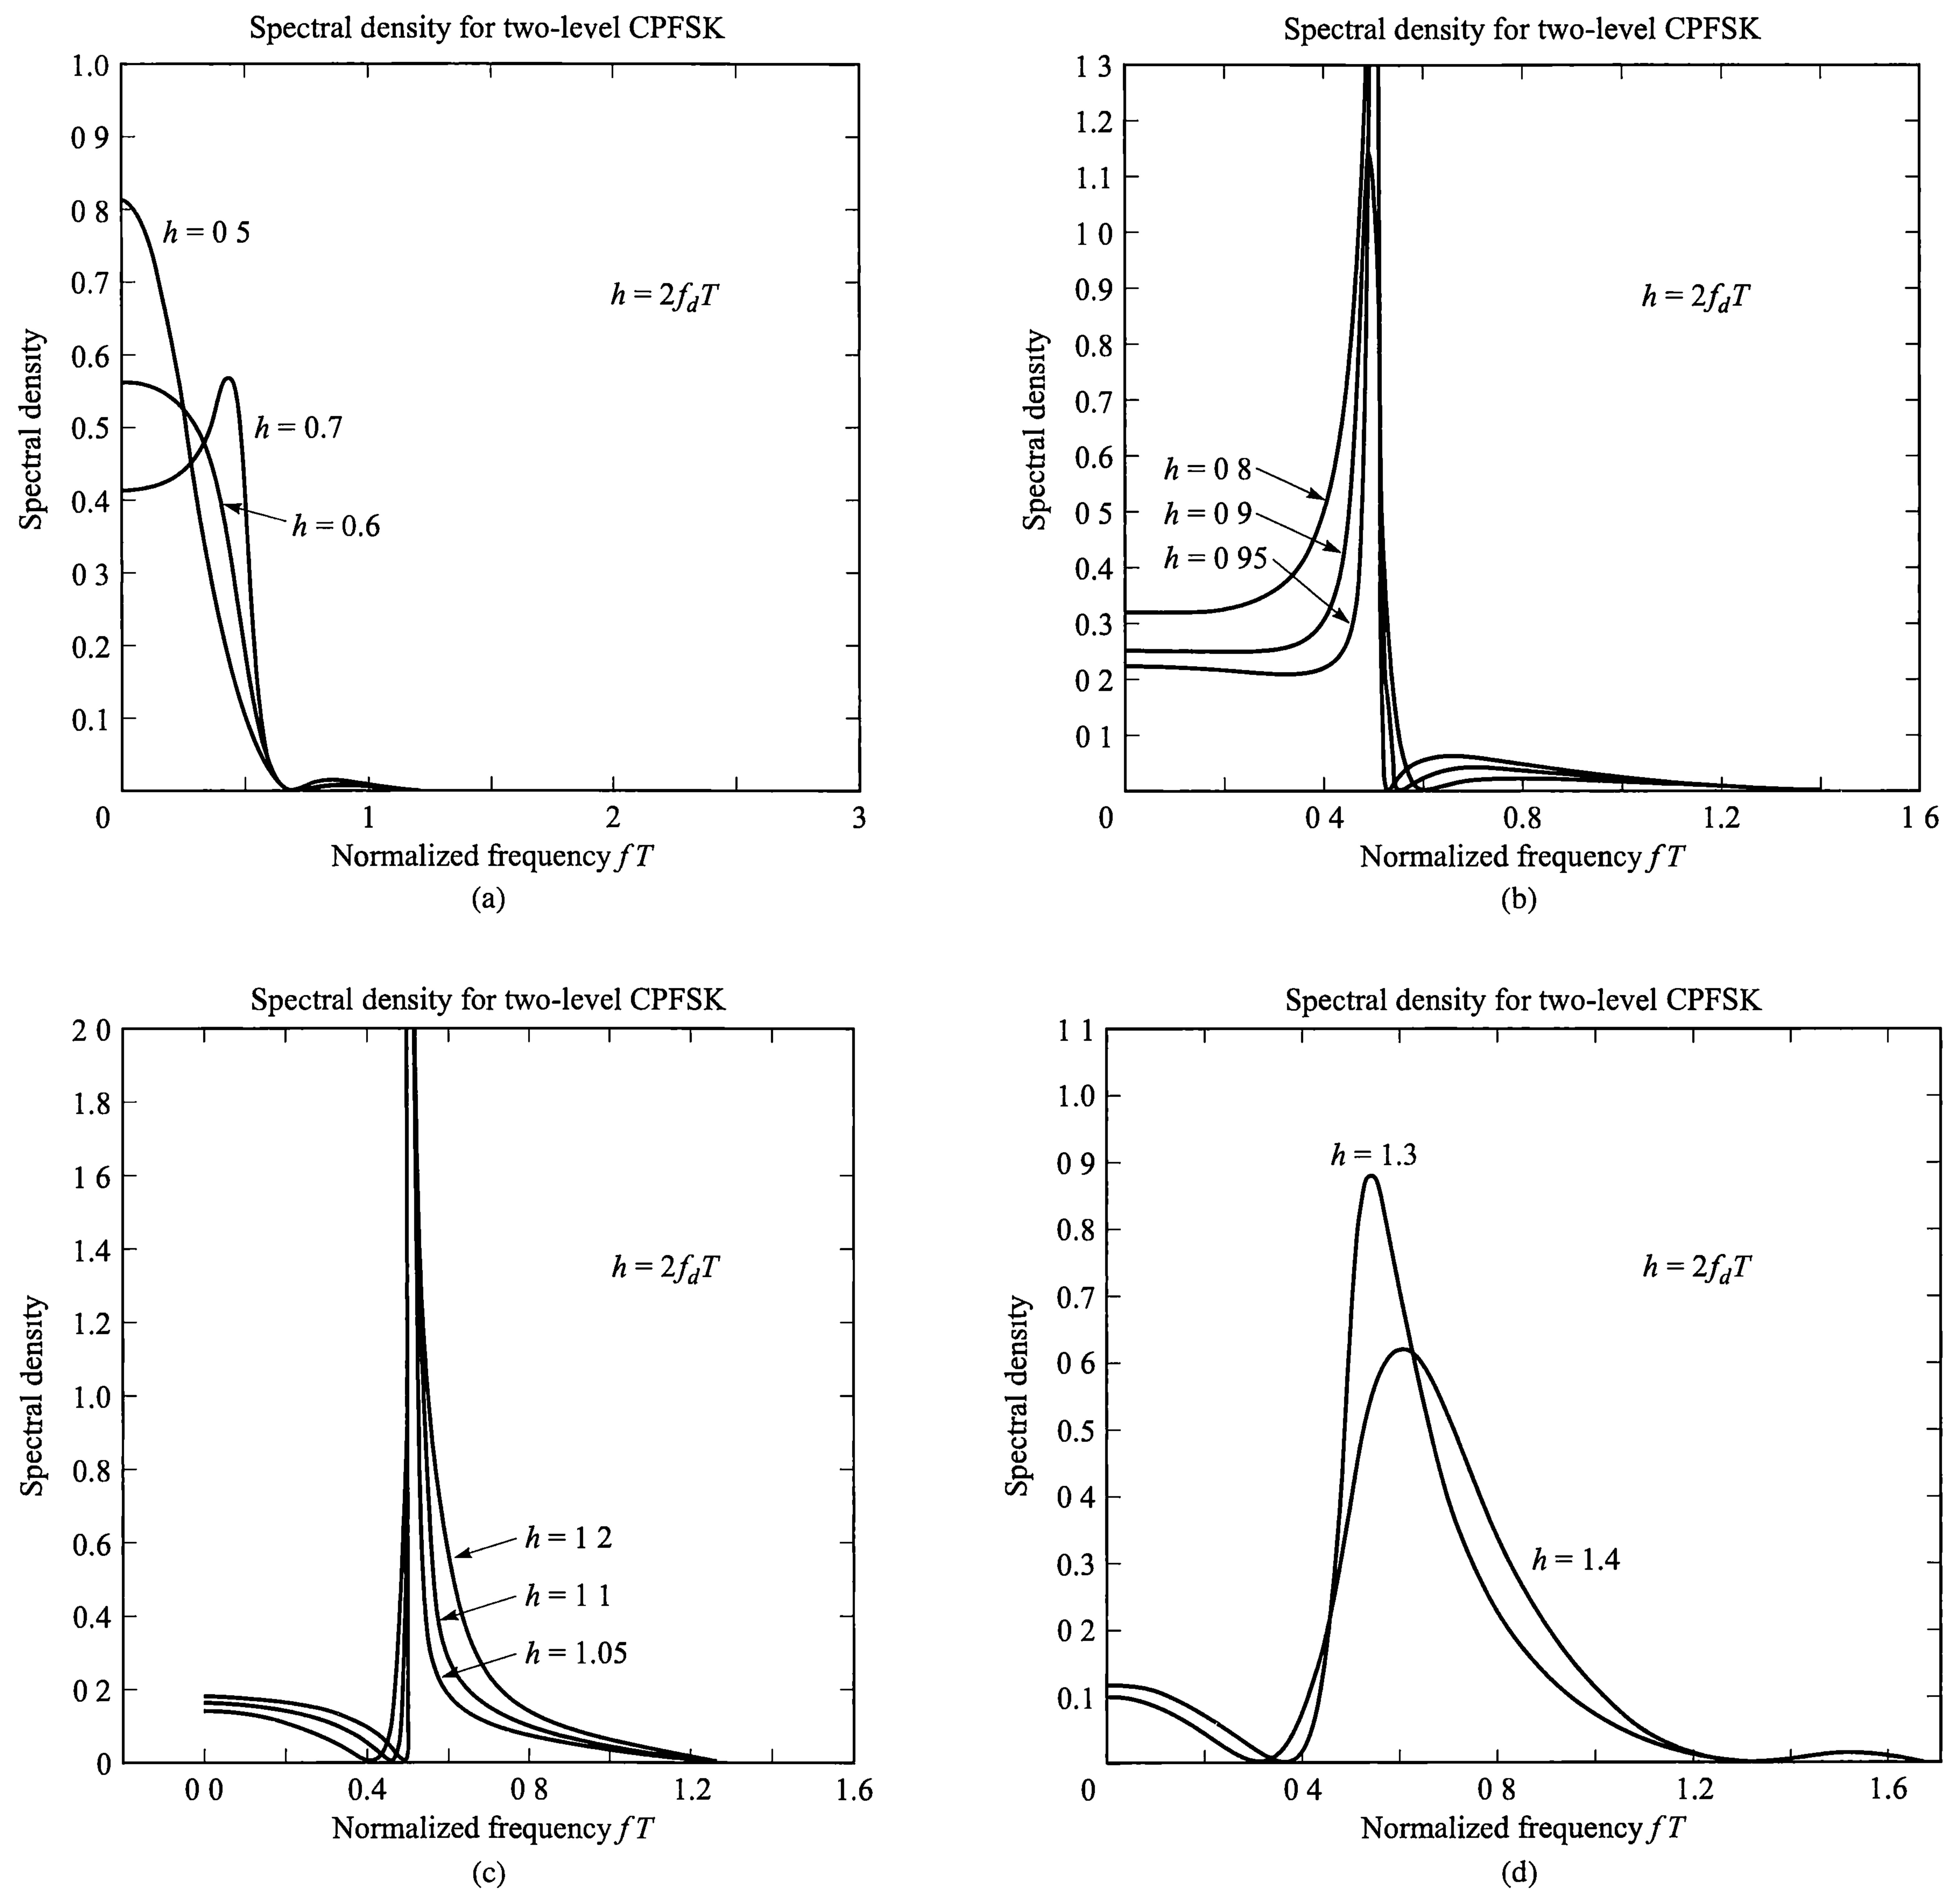 Spectral density for two-level CPFSK
1.0
0 9
0 8
0.7
0.6
0.5
0.4
0 3
0.2
0.1
0
1
2
3
h = 0 5
h = 2f_dT
h = 0.7
h = 0.6
Spectral density
Normalized frequency f T
(a)
Spectral density for two-level CPFSK
1 3
1.2
1.1
1 0
0.9
0.8
0.7
0.6
0 5
0.4
0.3
0 2
0 1
0
0 4
0.8
1.2
1 6
h = 2f_dT
h = 0 8
h = 0 9
h = 0 95
Spectral density
Normalized frequency f T
(b)
Spectral density for two-level CPFSK
2 0
1.8
1 6
1.4
1.2
1.0
0.8
0.6
0.4
0 2
0
0 0
0.4
0 8
1.2
1.6
h = 2f_dT
h = 1 2
h = 1 1
h = 1.05
Spectral density
Normalized frequency f T
(c)
Spectral density for two-level CPFSK
1 1
1.0
0 9
0.8
0.7
0 6
0.5
0 4
0.3
0 2
0.1
0
0 4
0 8
1.2
1.6
h = 1.3
h = 2f_dT
h = 1.4
Spectral density
Normalized frequency f T
(d)